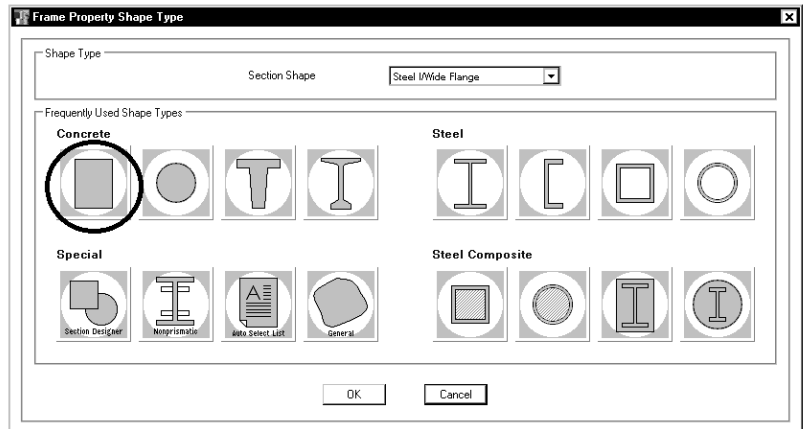 Frame Property Shape Type
Shape Type
Section Shape
Steel I/Wide Flange
Frequently Used Shape Types
Concrete
Steel
Special
Steel Composite
Section Designer
Nonprismatic
Auto Select List
General
OK
Cancel